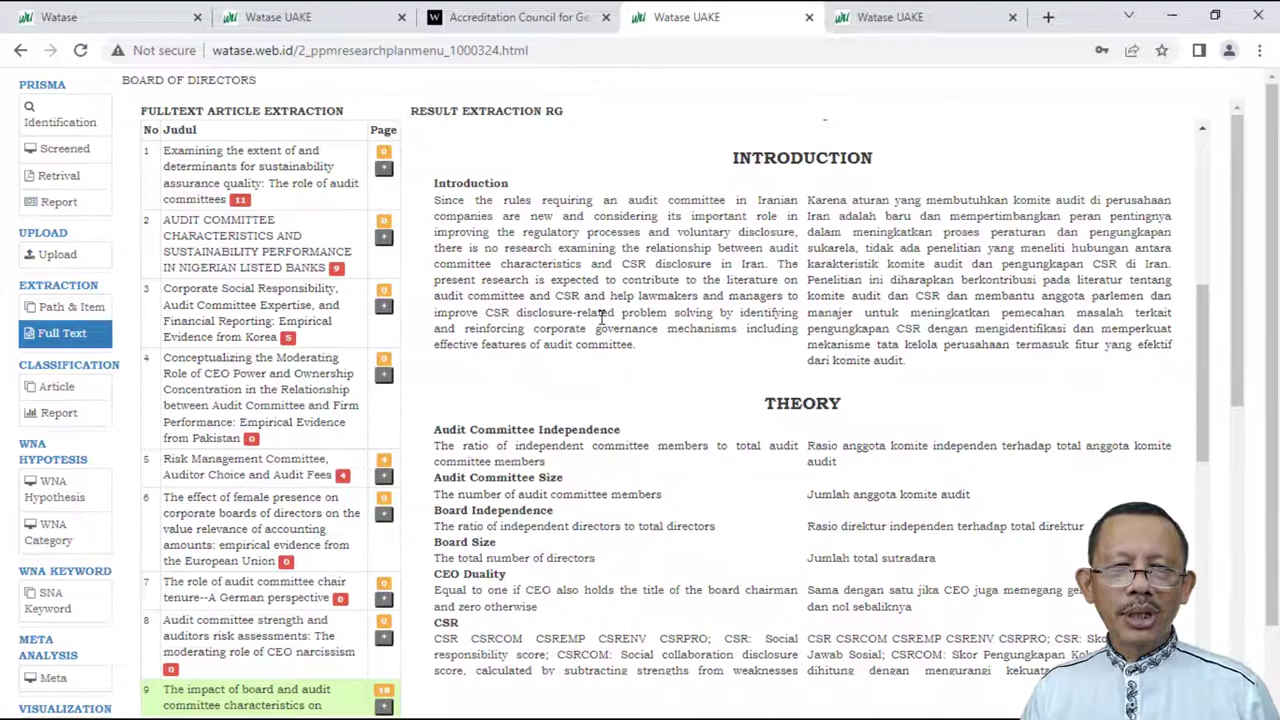 Watase
Watase UAKE
Accreditation Council for Ge
Watase UAKE
Watase UAKE
Not secure
watase.web.id/2_ppmresearchplanmenu_1000324.html
PRISMA
Identification
Screened
Retrival
Report
UPLOAD
Upload
EXTRACTION
Path & Item
Full Text
CLASSIFICATION
Article
Report
WNA
HYPOTESIS
WNA
Hypothesis
WNA
Category
WNA KEYWORD
SNA
Keyword
META
ANALYSIS
Meta
VISUALIZATION
BOARD OF DIRECTORS
FULLTEXT ARTICLE EXTRACTION
No Judul Page
1 Examining the extent of and 0
determinants for sustainability +
assurance quality: The role of audit
committees 11
2 AUDIT COMMITTEE 0
CHARACTERISTICS AND +
SUSTAINABILITY PERFORMANCE
IN NIGERIAN LISTED BANKS 9
3 Corporate Social Responsibility, 0
Audit Committee Expertise, and +
Financial Reporting: Empirical
Evidence from Korea 5
4 Conceptualizing the Moderating 0
Role of CEO Power and Ownership +
Concentration in the Relationship
between Audit Committee and Firm
Performance: Empirical Evidence
from Pakistan 0
5 Risk Management Committee, 4
Auditor Choice and Audit Fees 4 +
6 The effect of female presence on 0
corporate boards of directors on the +
value relevance of accounting
amounts: empirical evidence from
the European Union 0
7 The role of audit committee chair 0
tenure--A German perspective 0 +
8 Audit committee strength and 0
auditors risk assessments: The +
moderating role of CEO narcissism
0
9 The impact of board and audit 18
committee characteristics on +
RESULT EXTRACTION RG
INTRODUCTION
Introduction
Since the rules requiring an audit committee in Iranian
companies are new and considering its important role in
improving the regulatory processes and voluntary disclosure,
there is no research examining the relationship between audit
committee characteristics and CSR disclosure in Iran. The
present research is expected to contribute to the literature on
audit committee and CSR and help lawmakers and managers to
improve CSR disclosure-related problem solving by identifying
and reinforcing corporate governance mechanisms including
effective features of audit committee.
Karena aturan yang membutuhkan komite audit di perusahaan
Iran adalah baru dan mempertimbangkan peran pentingnya
dalam meningkatkan proses peraturan dan pengungkapan
sukarela, tidak ada penelitian yang meneliti hubungan antara
karakteristik komite audit dan pengungkapan CSR di Iran.
Penelitian ini diharapkan berkontribusi pada literatur tentang
komite audit dan CSR dan membantu anggota parlemen dan
manajer untuk meningkatkan pemecahan masalah terkait
pengungkapan CSR dengan mengidentifikasi dan memperkuat
mekanisme tata kelola perusahaan termasuk fitur yang efektif
dari komite audit.
THEORY
Audit Committee Independence
The ratio of independent committee members to total audit
committee members
Rasio anggota komite independen terhadap total anggota komite
audit
Audit Committee Size
The number of audit committee members
Jumlah anggota komite audit
Board Independence
The ratio of independent directors to total directors
Rasio direktur independen terhadap total direktur
Board Size
The total number of directors
Jumlah total sutradara
CEO Duality
Equal to one if CEO also holds the title of the board chairman
and zero otherwise
Sama dengan satu jika CEO juga memegang
dan nol sebaliknya
CSR
CSR CSRCOM CSREMP CSRENV CSRPRO; CSR: Social
responsibility score; CSRCOM: Social collaboration disclosure
score, calculated by subtracting strengths from weaknesses
CSR CSRCOM CSREMP CSRENV CSRPRO; CSR:
Jawab Sosial; CSRCOM: Skor Pengungkapan
dihitung dengan mengurangi